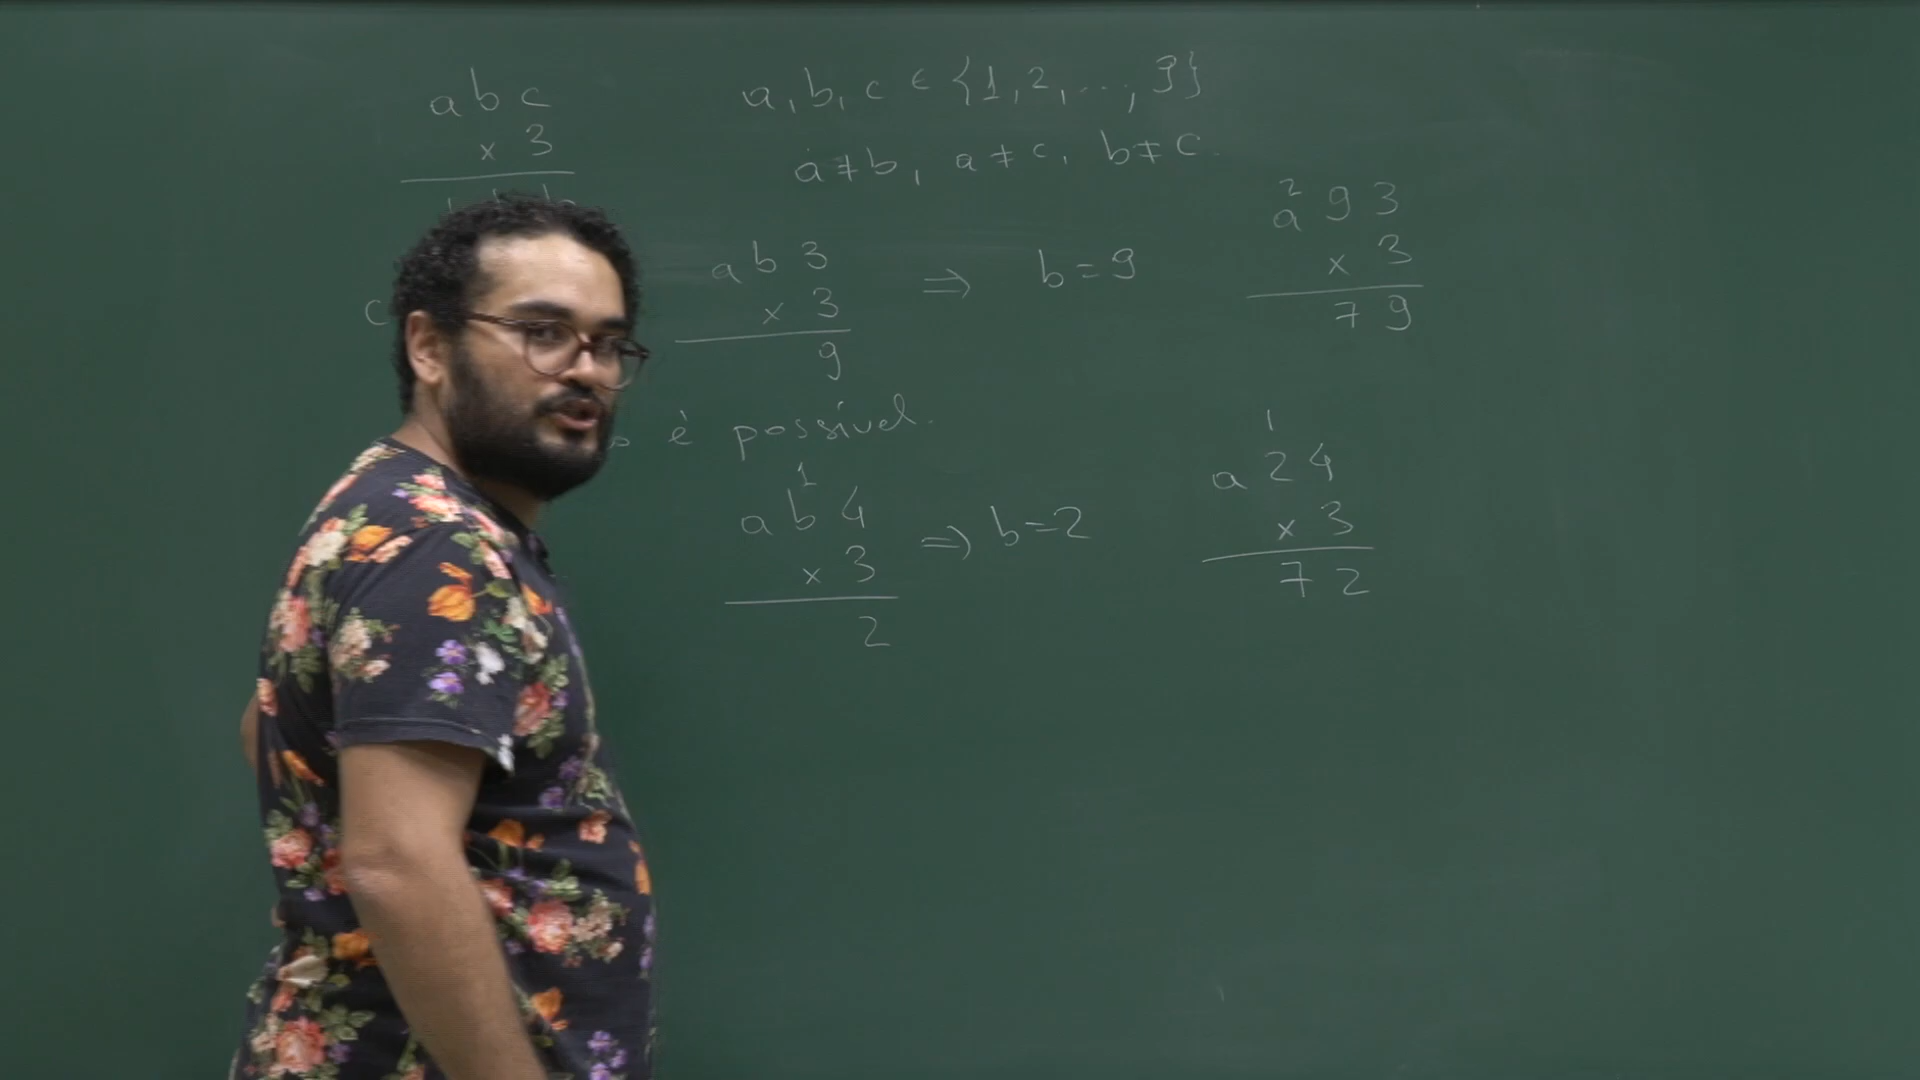 a b c
x 3
a, b, c ∈ {1, 2, ..., 9}
a ≠ b, a ≠ c, b ≠ c.
c
a b 3
x 3
9
⇒ b = 9
2
a 9 3
x 3
7 9
é possível.
1
a b 4
x 3
2
⇒ b = 2
1
a 2 4
x 3
7 2